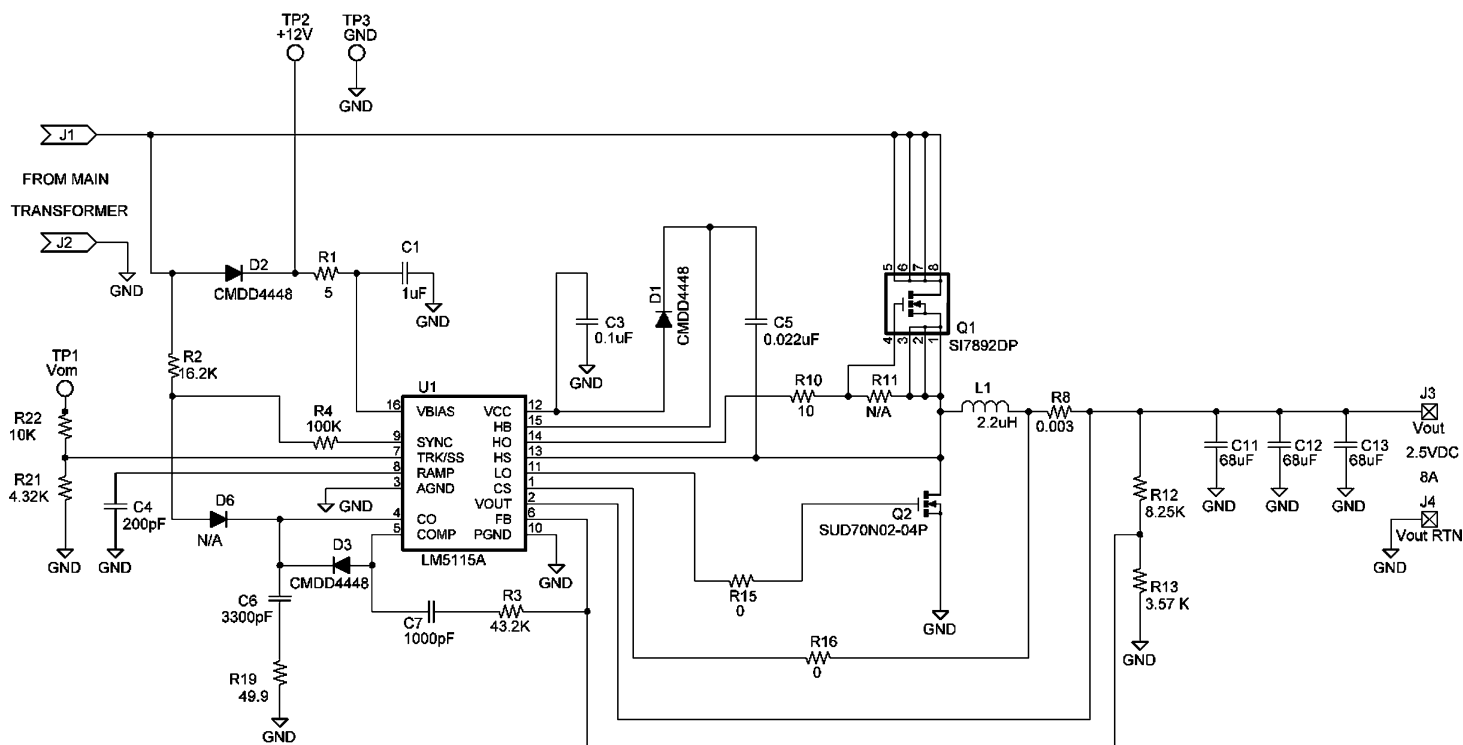 TP2
+12V
TP3
GND
GND
J1
FROM MAIN
TRANSFORMER
J2
GND
D2
CMDD4448
R1
5
C1
1uF
GND
C3
0.1uF
GND
D1
CMDD4448
C5
0.022uF
5
6
7
8
4
3
2
1
Q1
SI7892DP
R2
16.2K
TP1
Vom
R22
10K
R21
4.32K
GND
C4
200pF
GND
R4
100K
GND
U1
16
VBIAS
9
SYNC
7
TRK/SS
8
RAMP
3
AGND
4
CO
5
COMP
VCC
12
HB
15
HO
14
HS
13
LO
11
CS
1
VOUT
2
FB
6
PGND
10
LM5115A
GND
R10
10
R11
N/A
L1
2.2uH
R8
0.003
C11
68uF
GND
C12
68uF
GND
C13
68uF
GND
J3
Vout
2.5VDC
8A
J4
Vout RTN
GND
Q2
SUD70N02-04P
GND
R12
8.25K
R13
3.57 K
GND
D6
N/A
D3
CMDD4448
C6
3300pF
R19
49.9
GND
C7
1000pF
R3
43.2K
R15
0
R16
0